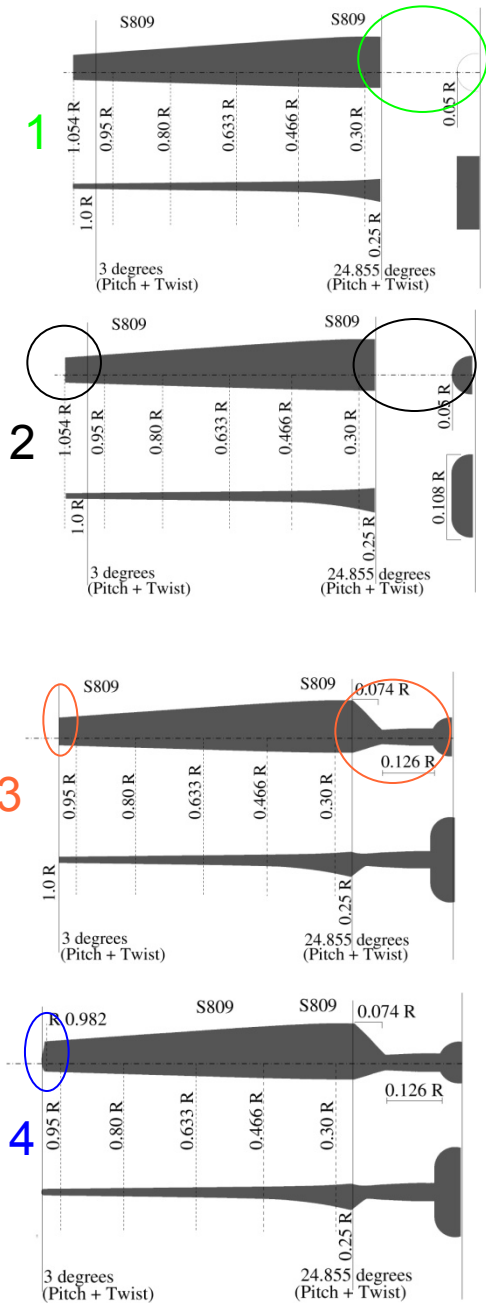 S809 S809
1
1.054 R
0.95 R
0.80 R
0.633 R
0.466 R
0.30 R
0.05 R
1.0 R
0.25 R
3 degrees
(Pitch + Twist)
24.855 degrees
(Pitch + Twist)
S809 S809
2
1.054 R
0.95 R
0.80 R
0.633 R
0.466 R
0.30 R
0.05 R
1.0 R
0.25 R
0.108 R
3 degrees
(Pitch + Twist)
24.855 degrees
(Pitch + Twist)
S809 S809
0.074 R
3
0.95 R
0.80 R
0.633 R
0.466 R
0.30 R
0.126 R
1.0 R
0.25 R
3 degrees
(Pitch + Twist)
24.855 degrees
(Pitch + Twist)
R 0.982
S809 S809
0.074 R
4
0.95 R
0.80 R
0.633 R
0.466 R
0.30 R
0.126 R
0.25 R
3 degrees
(Pitch + Twist)
24.855 degrees
(Pitch + Twist)